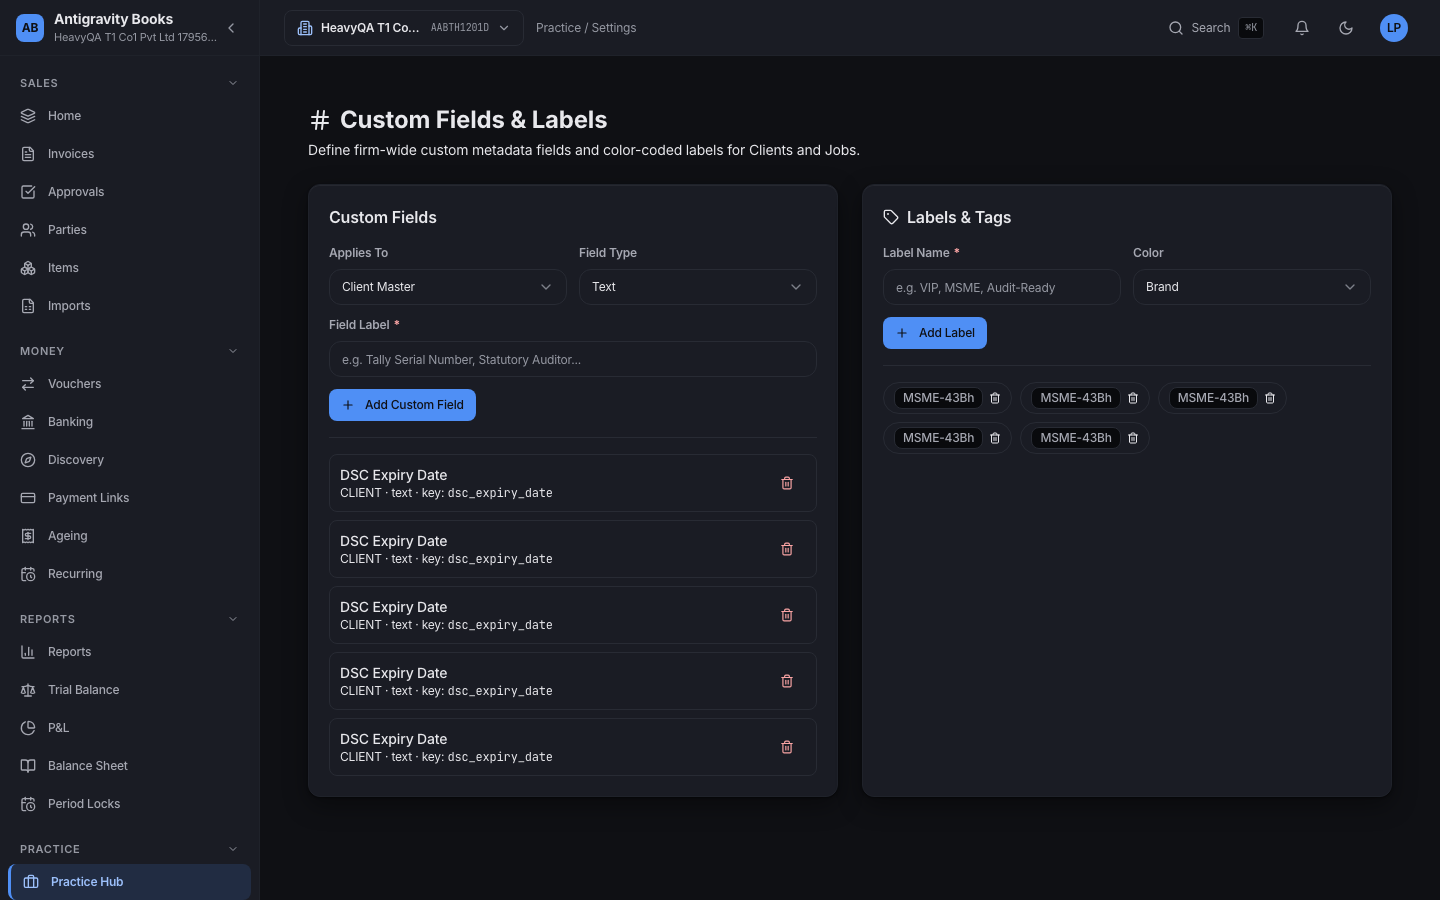 AB
Antigravity Books
HeavyQA T1 Co1 Pvt Ltd 17956...
HeavyQA T1 Co... AABTH1201D
Practice / Settings
Search ⌘K
LP
SALES
Home
Invoices
Approvals
Parties
Items
Imports
MONEY
Vouchers
Banking
Discovery
Payment Links
Ageing
Recurring
REPORTS
Reports
Trial Balance
P&L
Balance Sheet
Period Locks
PRACTICE
Practice Hub
Custom Fields & Labels
Define firm-wide custom metadata fields and color-coded labels for Clients and Jobs.
Custom Fields
Applies To Field Type
Client Master Text
Field Label *
e.g. Tally Serial Number, Statutory Auditor...
+ Add Custom Field
DSC Expiry Date
CLIENT · text · key: dsc_expiry_date
DSC Expiry Date
CLIENT · text · key: dsc_expiry_date
DSC Expiry Date
CLIENT · text · key: dsc_expiry_date
DSC Expiry Date
CLIENT · text · key: dsc_expiry_date
DSC Expiry Date
CLIENT · text · key: dsc_expiry_date
Labels & Tags
Label Name * Color
e.g. VIP, MSME, Audit-Ready Brand
+ Add Label
MSME-43Bh MSME-43Bh MSME-43Bh
MSME-43Bh MSME-43Bh